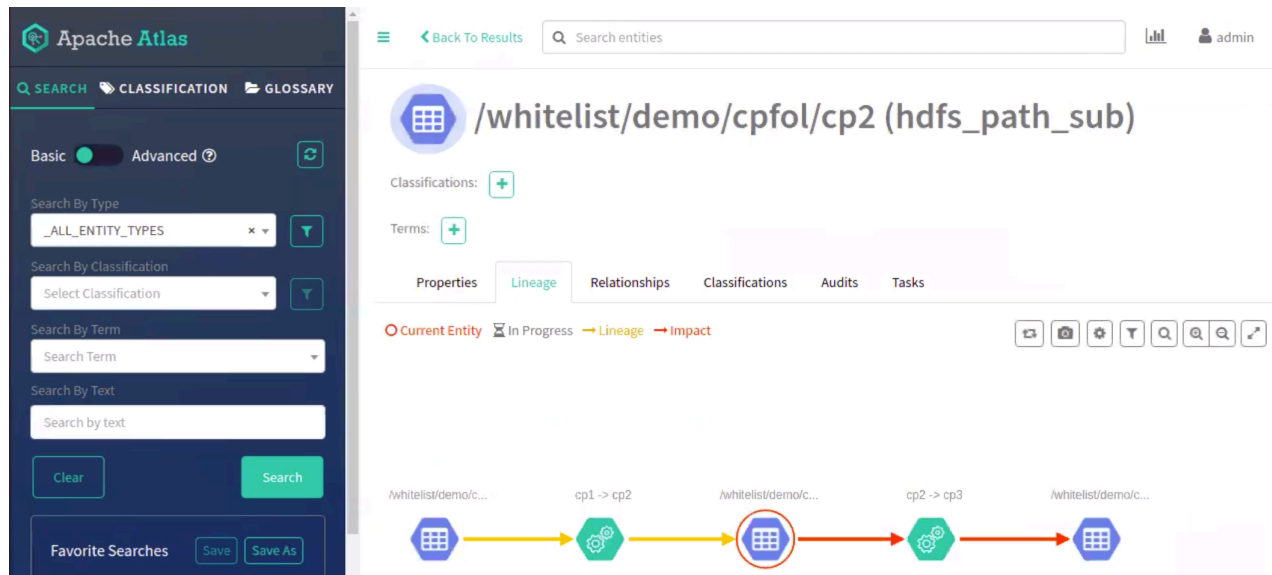 Apache Atlas
SEARCH CLASSIFICATION GLOSSARY
Basic Advanced
Search By Type
_ALL_ENTITY_TYPES
Search By Classification
Select Classification
Search By Term
Search Term
Search By Text
Search by text
Clear Search
Favorite Searches Save Save As
Back To Results Search entities admin
/whitelist/demo/cpfol/cp2 (hdfs_path_sub)
Classifications:
Terms:
Properties Lineage Relationships Classifications Audits Tasks
Current Entity In Progress Lineage Impact
/whitelist/demo/c... cp1 -> cp2 /whitelist/demo/c... cp2 -> cp3 /whitelist/demo/c...